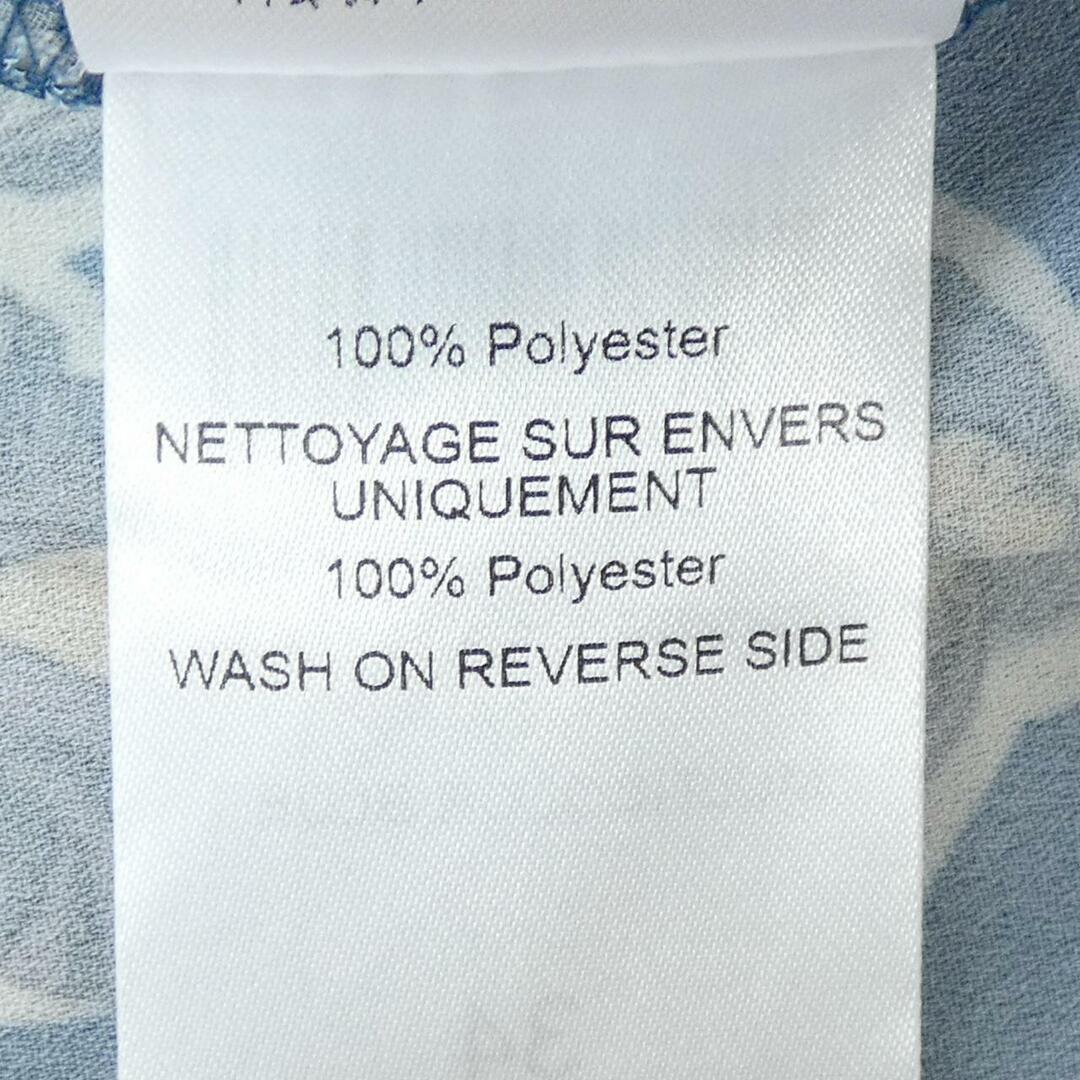 100% Polyester
NETTOYAGE SUR ENVERS
UNIQUEMENT
100% Polyester
WASH ON REVERSE SIDE